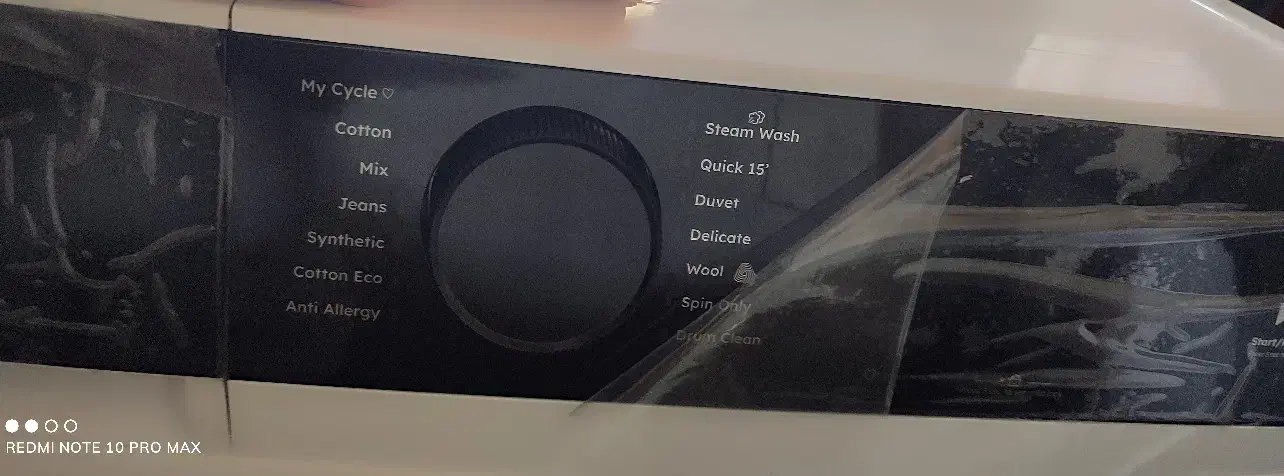 My Cycle♡
Cotton
Mix
Jeans
Synthetic
Cotton Eco
Anti Allergy
Steam Wash
Quick 15'
Duvet
Delicate
Wool
Spin Only
Drum Clean
REDMI NOTE 10 PRO MAX